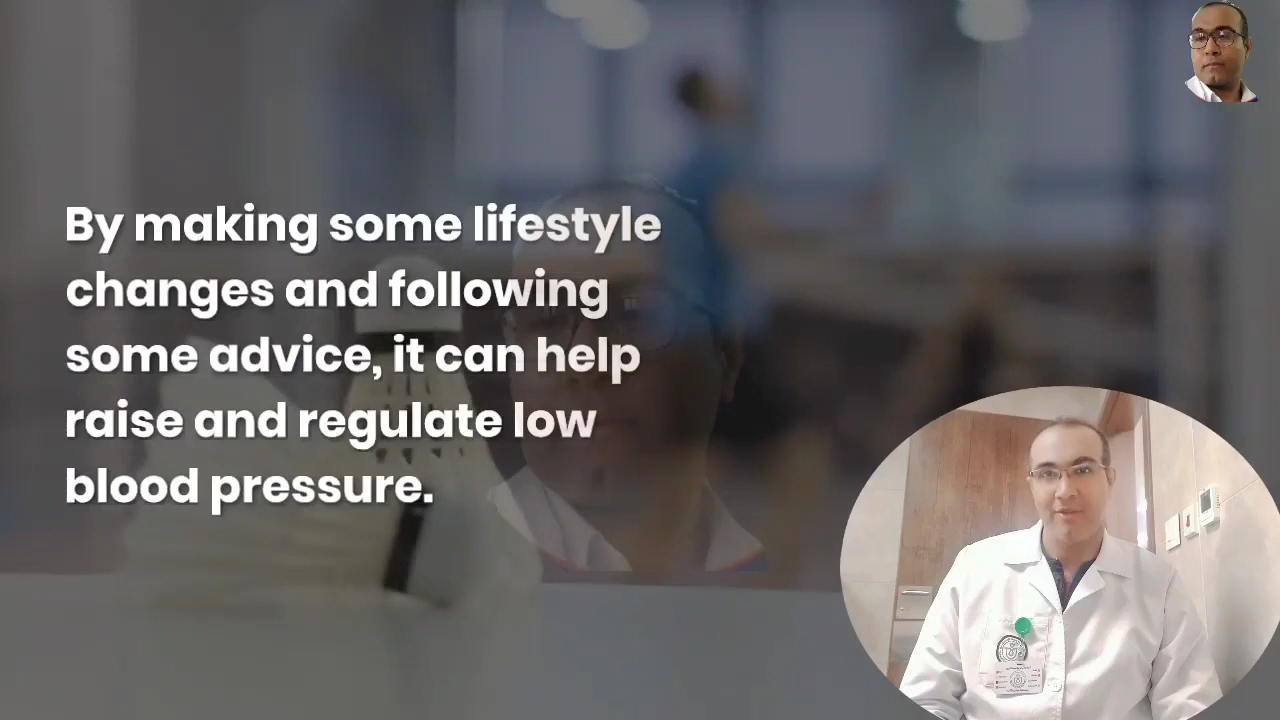 By making some lifestyle
changes and following
some advice, it can help
raise and regulate low
blood pressure.